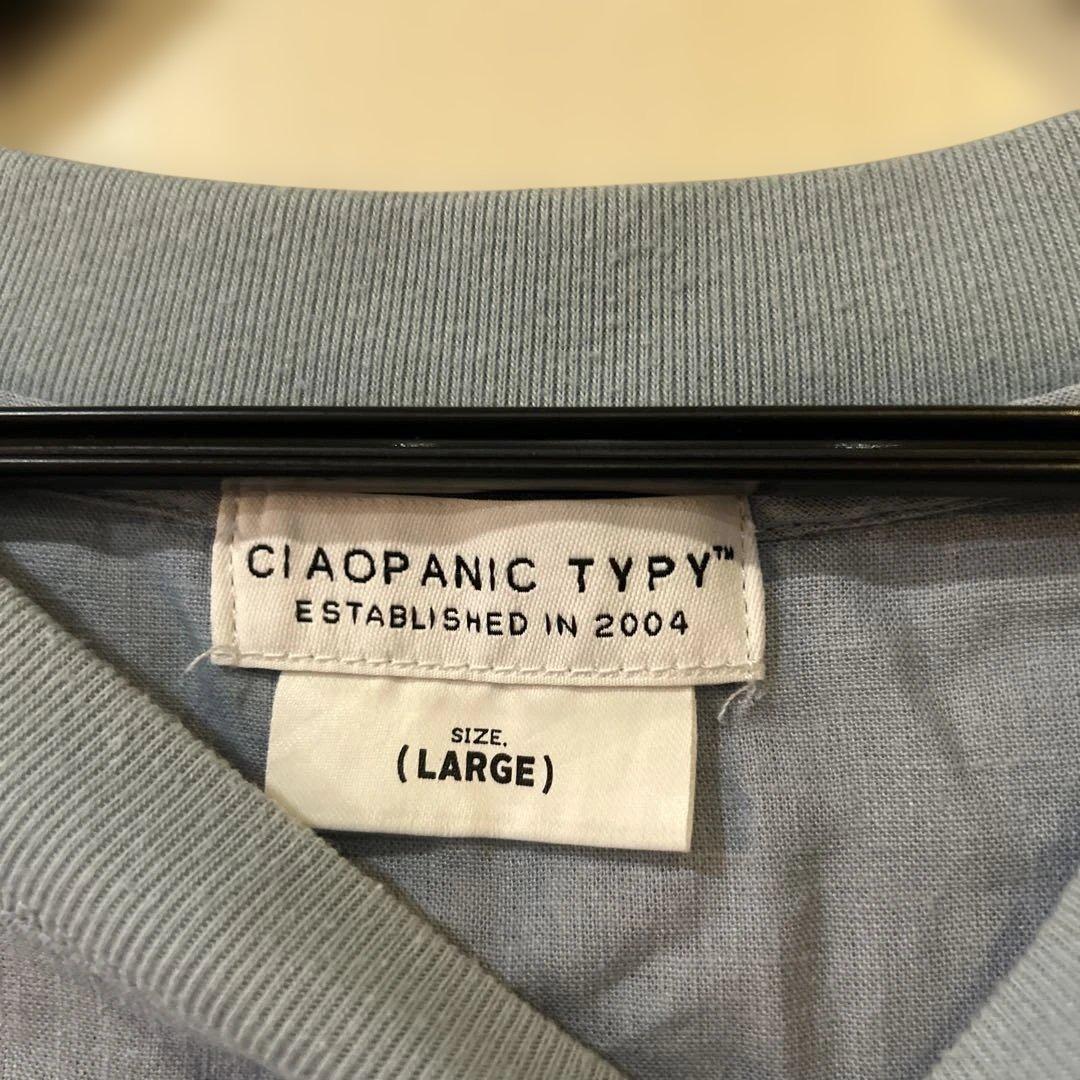 CIAOPANIC TYPY™
ESTABLISHED IN 2004
SIZE.
(LARGE)